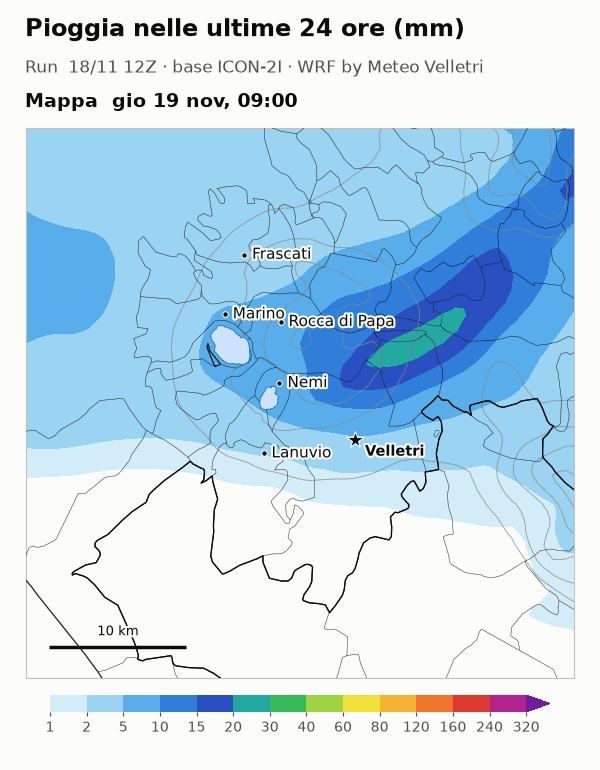 Pioggia nelle ultime 24 ore (mm)
Run 18/11 12Z · base ICON-2I · WRF by Meteo Velletri
Mappa gio 19 nov, 09:00
Frascati
Marino
Rocca di Papa
Nemi
Velletri
Lanuvio
10 km
1 2 5 10 15 20 30 40 60 80 120 160 240 320